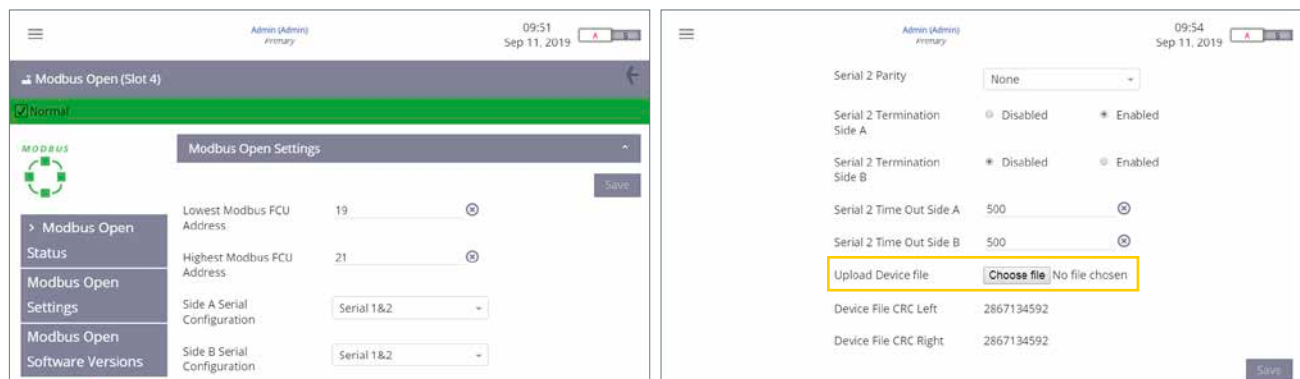 Admin (Admin)
Primary
09:51
Sep 11, 2019
A
Modbus Open (Slot 4)
Normal
MODBUS
> Modbus Open
Status
Modbus Open
Settings
Modbus Open
Software Versions
Modbus Open Settings
Save
Lowest Modbus FCU
Address
19
Highest Modbus FCU
Address
21
Side A Serial
Configuration
Serial 1&2
Side B Serial
Configuration
Serial 1&2
Admin (Admin)
Primary
09:54
Sep 11, 2019
A
Serial 2 Parity
None
Serial 2 Termination
Side A
Disabled
Enabled
Serial 2 Termination
Side B
Disabled
Enabled
Serial 2 Time Out Side A
500
Serial 2 Time Out Side B
500
Upload Device file
Choose file No file chosen
Device File CRC Left
2867134592
Device File CRC Right
2867134592
Save